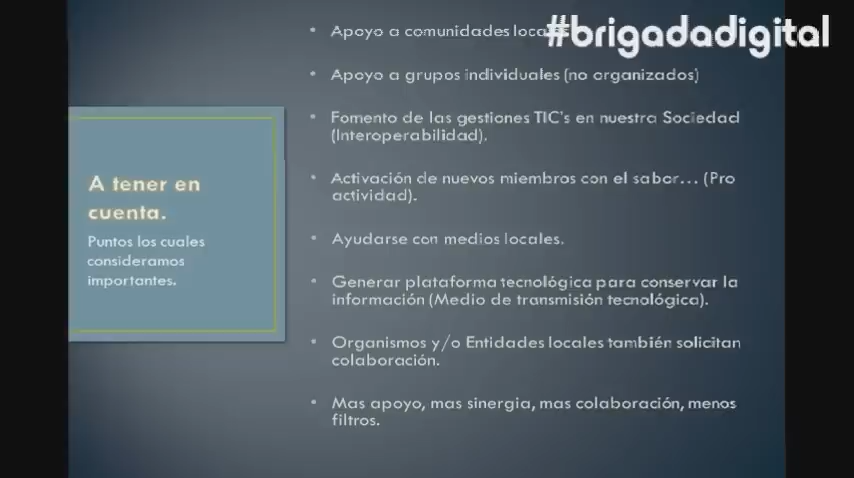 #brigadadigital
A tener en
cuenta.
Puntos los cuales
consideramos
importantes.
• Apoyo a comunidades locales
• Apoyo a grupos individuales (no organizados)
• Fomento de las gestiones TIC's en nuestra Sociedad
(Interoperabilidad).
• Activación de nuevos miembros con el sabor... (Pro
actividad).
• Ayudarse con medios locales.
• Generar plataforma tecnológica para conservar la
información (Medio de transmisión tecnológica).
• Organismos y/o Entidades locales también solicitan
colaboración.
• Mas apoyo, mas sinergia, mas colaboración, menos
filtros.